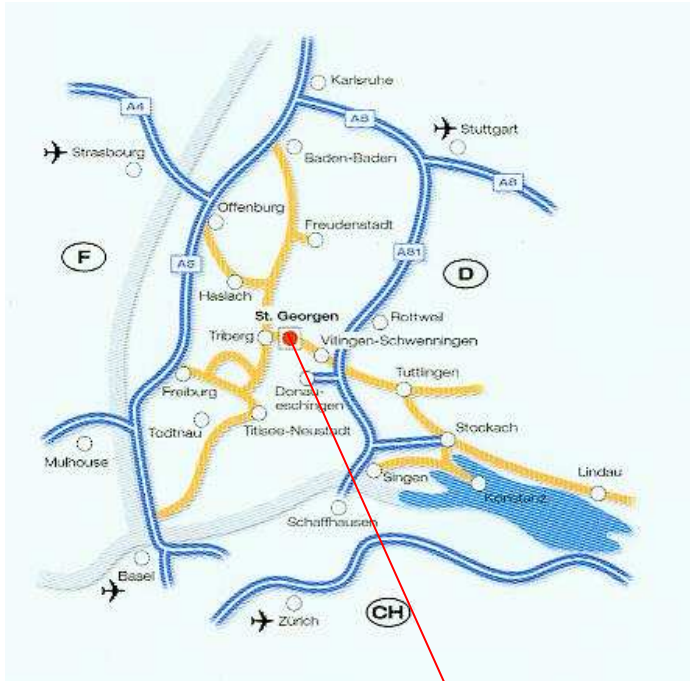 Karlsruhe
A4
A8
Stuttgart
Strasbourg
Baden-Baden
A8
Offenburg
Freudenstadt
F
A5
A81
D
Haslach
St. Georgen
Rottweil
Triberg
Villingen-Schwenningen
Freiburg
Donau-
eschingen
Tuttlingen
Todtnau
Titisee-Neustadt
Stockach
Mulhouse
Singen
Konstanz
Lindau
Schaffhausen
Basel
Zürich
CH